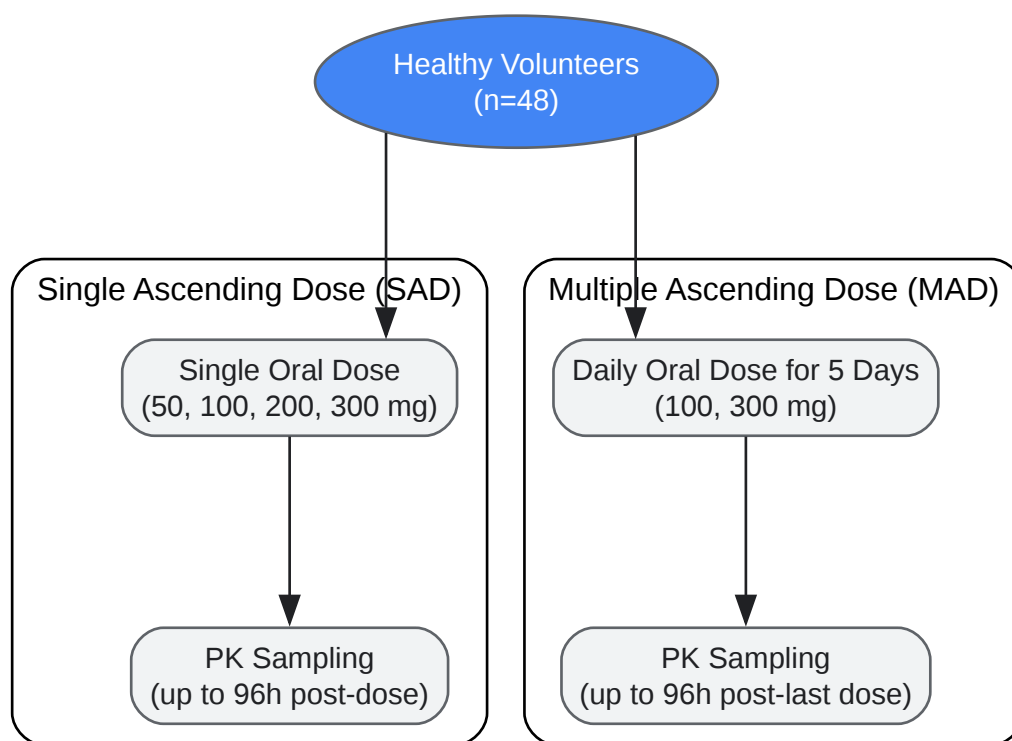 Healthy Volunteers
(n=48)
Single Ascending Dose (SAD)
Single Oral Dose
(50, 100, 200, 300 mg)
PK Sampling
(up to 96h post-dose)
Multiple Ascending Dose (MAD)
Daily Oral Dose for 5 Days
(100, 300 mg)
PK Sampling
(up to 96h post-last dose)